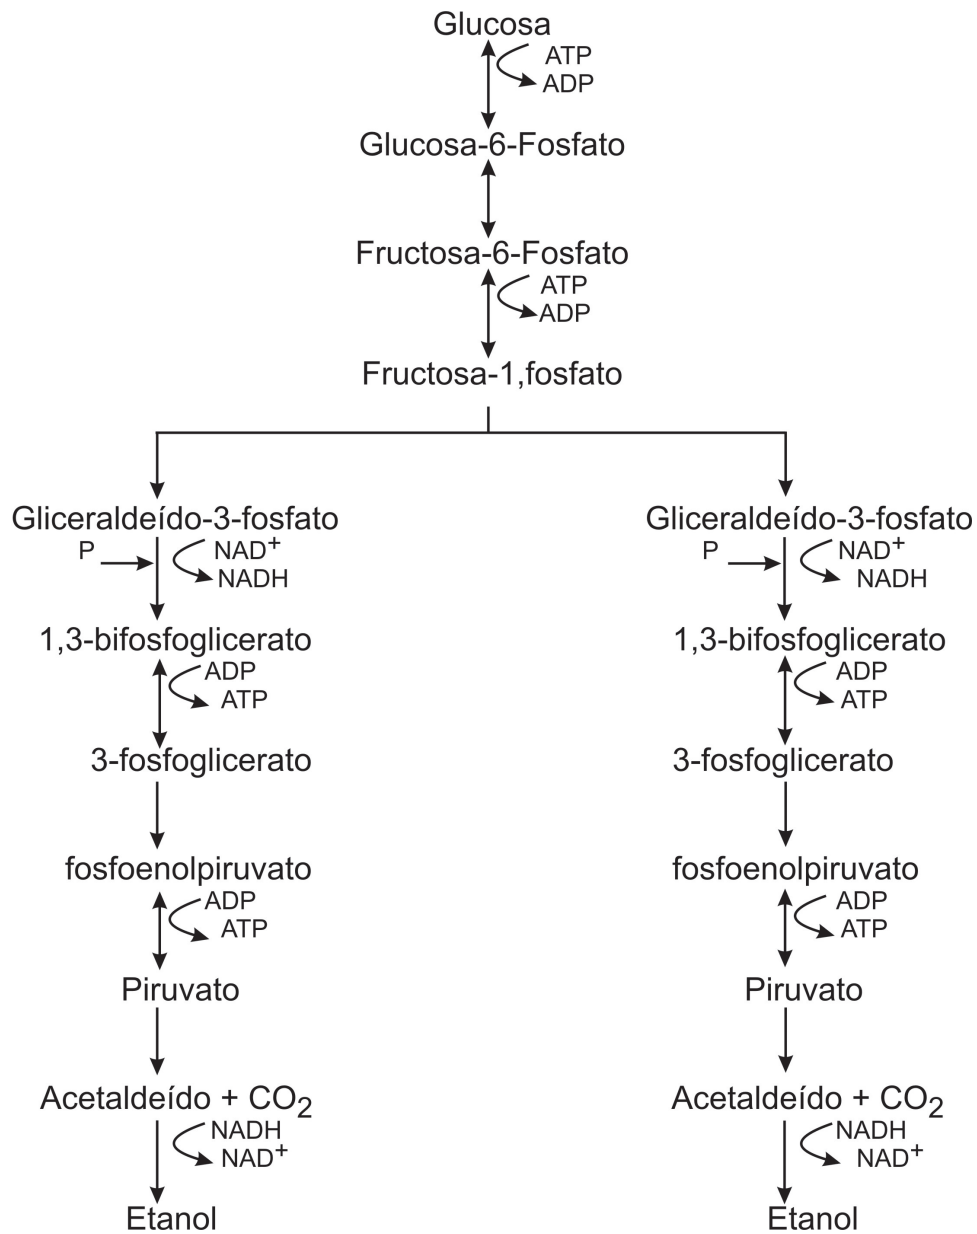 Glucosa
ATP
ADP
Glucosa-6-Fosfato
Fructosa-6-Fosfato
ATP
ADP
Fructosa-1,fosfato
Gliceraldeído-3-fosfato
P
NAD+
NADH
1,3-bifosfoglicerato
ADP
ATP
3-fosfoglicerato
fosfoenolpiruvato
ADP
ATP
Piruvato
Acetaldeído + CO2
NADH
NAD+
Etanol
Gliceraldeído-3-fosfato
P
NAD+
NADH
1,3-bifosfoglicerato
ADP
ATP
3-fosfoglicerato
fosfoenolpiruvato
ADP
ATP
Piruvato
Acetaldeído + CO2
NADH
NAD+
Etanol